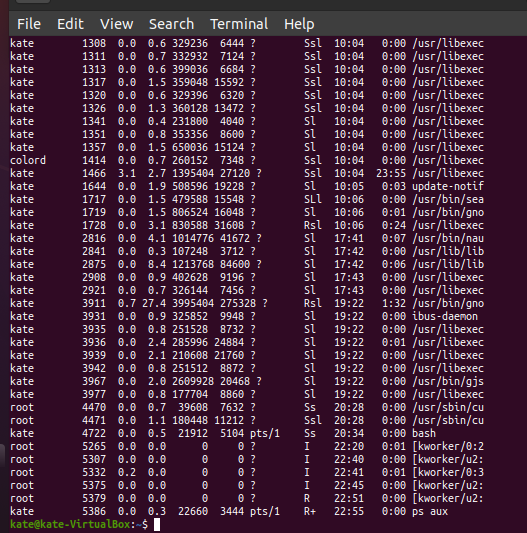 File Edit View Search Terminal Help
kate 1308 0.0 0.6 329236 6444 ? Ssl 10:04 0:00 /usr/libexec
kate 1311 0.0 0.7 332932 7124 ? Ssl 10:04 0:00 /usr/libexec
kate 1313 0.0 0.6 399036 6684 ? Ssl 10:04 0:00 /usr/libexec
kate 1317 0.0 1.5 359048 15592 ? Ssl 10:04 0:00 /usr/libexec
kate 1320 0.0 0.6 329396 6320 ? Ssl 10:04 0:00 /usr/libexec
kate 1326 0.0 1.3 360128 13472 ? Ssl 10:04 0:00 /usr/libexec
kate 1341 0.0 0.4 231800 4040 ? Sl 10:04 0:00 /usr/libexec
kate 1351 0.0 0.8 353356 8600 ? Sl 10:04 0:00 /usr/libexec
kate 1357 0.0 1.5 650036 15124 ? Sl 10:04 0:00 /usr/libexec
colord 1414 0.0 0.7 260152 7348 ? Ssl 10:04 0:00 /usr/libexec
kate 1466 3.1 2.7 1395404 27120 ? Ssl 10:04 23:55 /usr/libexec
kate 1644 0.0 1.9 508596 19228 ? Sl 10:05 0:03 update-notif
kate 1717 0.0 1.5 479588 15548 ? SLl 10:06 0:00 /usr/bin/sea
kate 1719 0.0 1.5 806524 16048 ? Sl 10:06 0:01 /usr/bin/gno
kate 1728 0.0 3.1 830588 31608 ? Rsl 10:06 0:24 /usr/libexec
kate 2816 0.0 4.1 1014776 41672 ? Sl 17:41 0:07 /usr/bin/nau
kate 2841 0.0 0.3 107248 3712 ? Sl 17:42 0:00 /usr/lib/lib
kate 2875 0.0 8.4 1213768 84600 ? Sl 17:42 0:06 /usr/lib/lib
kate 2908 0.0 0.9 402628 9196 ? Sl 17:43 0:00 /usr/libexec
kate 2921 0.0 0.7 326144 7456 ? Sl 17:43 0:00 /usr/libexec
kate 3911 0.7 27.4 3995404 275328 ? Rsl 19:22 1:32 /usr/bin/gno
kate 3931 0.0 0.9 325852 9948 ? Sl 19:22 0:00 ibus-daemon
kate 3935 0.0 0.8 251528 8732 ? Sl 19:22 0:00 /usr/libexec
kate 3936 0.0 2.4 285996 24884 ? Sl 19:22 0:01 /usr/libexec
kate 3939 0.0 2.1 210608 21760 ? Sl 19:22 0:00 /usr/libexec
kate 3942 0.0 0.8 251512 8872 ? Sl 19:22 0:00 /usr/libexec
kate 3967 0.0 2.0 2609928 20468 ? Sl 19:22 0:00 /usr/bin/gjs
kate 3977 0.0 0.8 177704 8860 ? Sl 19:22 0:00 /usr/libexec
root 4470 0.0 0.7 39608 7632 ? Ss 20:28 0:00 /usr/sbin/cu
root 4471 0.0 1.1 180448 11212 ? Ssl 20:28 0:00 /usr/sbin/cu
kate 4722 0.0 0.5 21912 5104 pts/1 Ss 20:34 0:00 bash
root 5265 0.0 0.0 0 0 ? I 22:20 0:01 [kworker/0:2
root 5307 0.0 0.0 0 0 ? I 22:40 0:00 [kworker/u2:
root 5332 0.2 0.0 0 0 ? I 22:41 0:01 [kworker/0:3
root 5375 0.0 0.0 0 0 ? I 22:45 0:00 [kworker/u2:
root 5379 0.0 0.0 0 0 ? R 22:51 0:00 [kworker/u2:
kate 5386 0.0 0.3 22660 3444 pts/1 R+ 22:55 0:00 ps aux
kate@kate-VirtualBox:~$